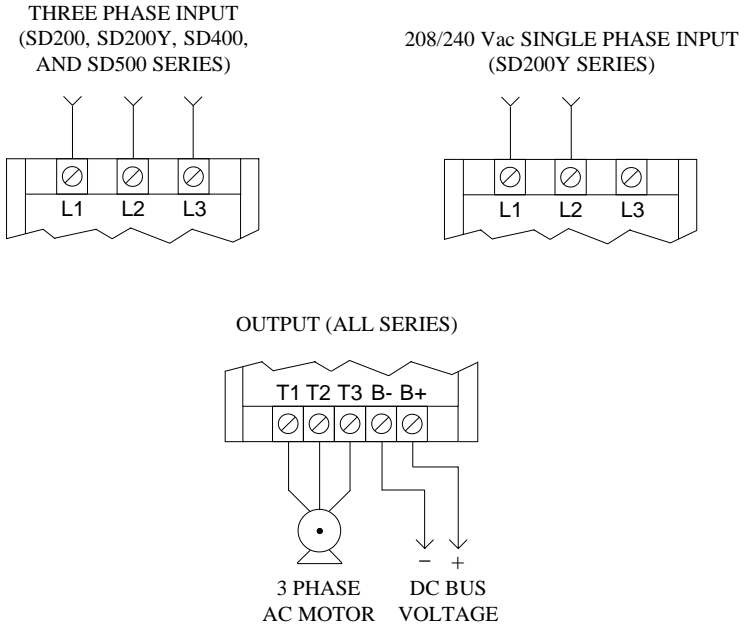 THREE PHASE INPUT
(SD200, SD200Y, SD400,
AND SD500 SERIES)
L1 L2 L3
208/240 Vac SINGLE PHASE INPUT
(SD200Y SERIES)
L1 L2 L3
OUTPUT (ALL SERIES)
T1 T2 T3 B- B+
− +
3 PHASE
AC MOTOR
DC BUS
VOLTAGE